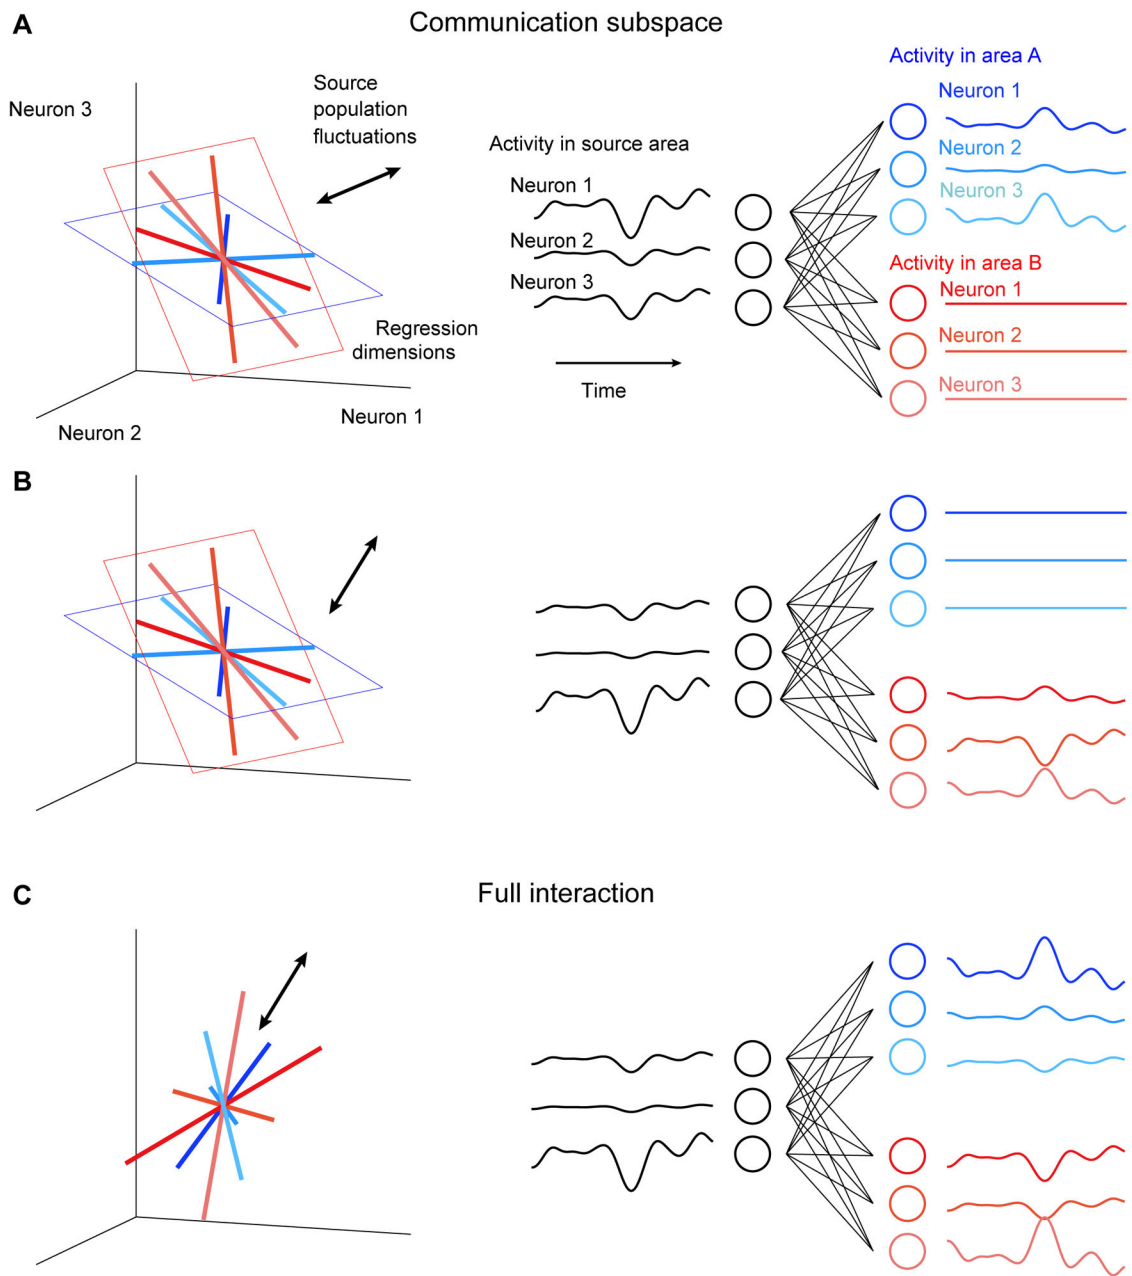 A
Communication subspace
Neuron 3
Source
population
fluctuations
Regression
dimensions
Neuron 1
Neuron 2
Activity in source area
Neuron 1
Neuron 2
Neuron 3
Time
Activity in area A
Neuron 1
Neuron 2
Neuron 3
Activity in area B
Neuron 1
Neuron 2
Neuron 3
B
C
Full interaction